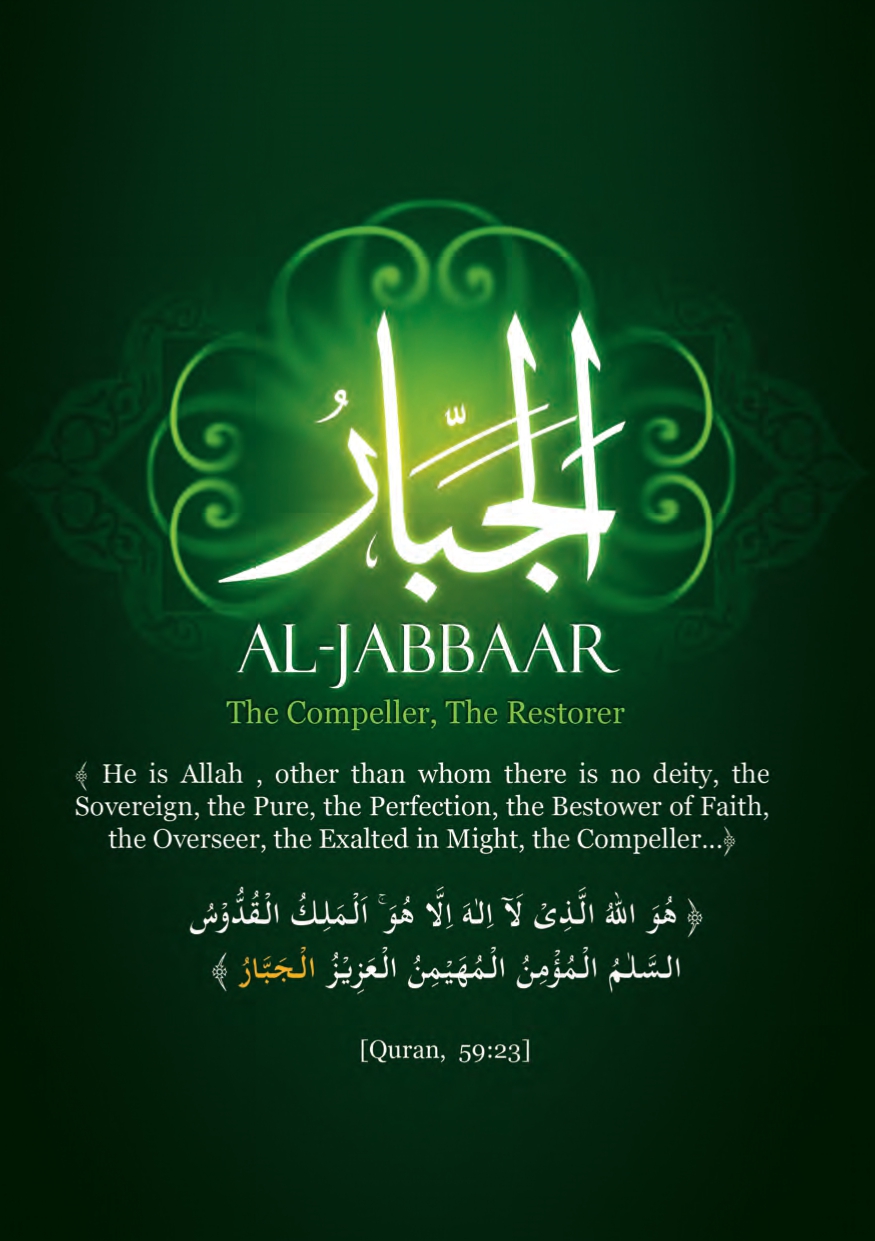 الجَبَّارُ
AL-JABBAAR
The Compeller, The Restorer
﴾ He is Allah , other than whom there is no deity, the
Sovereign, the Pure, the Perfection, the Bestower of Faith,
the Overseer, the Exalted in Might, the Compeller...﴿
﴿ هُوَ اللهُ الَّذِیْ لَآ اِلٰهَ اِلَّا هُوَ ۚ اَلْمَلِكُ الْقُدُّوْسُ
السَّلٰمُ الْمُؤْمِنُ الْمُهَيْمِنُ الْعَزِيْزُ الْجَبَّارُ ﴾
[Quran, 59:23]